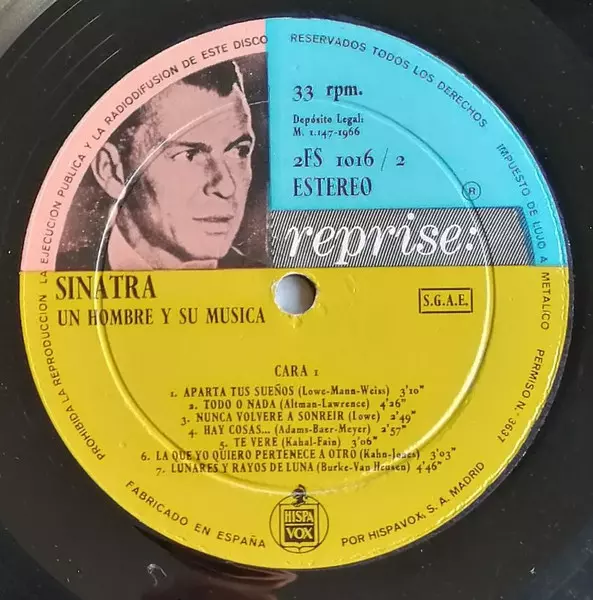 PROHIBIDA LA REPRODUCCION LA EJECUCION PUBLICA Y LA RADIODIFUSION DE ESTE DISCO
RESERVADOS TODOS LOS DERECHOS
IMPUESTO DE LUJO A METALICO PERMISO N. 3637
33 rpm.
Depósito Legal:
M. 1.147-1966
2FS 1016 / 2
ESTEREO
®
reprise:
SINATRA
UN HOMBRE Y SU MUSICA
S.G.A.E.
CARA 1
1. APARTA TUS SUEÑOS (Lowe-Mann-Weiss) 3'10"
2. TODO O NADA (Altman-Lawrence) 4'26"
3. NUNCA VOLVERE A SONREIR (Lowe) 2'49"
4. HAY COSAS... (Adams-Baer-Meyer) 2'57"
5. TE VERE (Kahal-Fain) 3'06"
6. LA QUE YO QUIERO PERTENECE A OTRO (Kahn-Jones) 3'03"
7. LUNARES Y RAYOS DE LUNA (Burke-Van Heusen) 4'46"
HISPA
VOX
FABRICADO EN ESPAÑA
POR HISPAVOX, S. A. MADRID